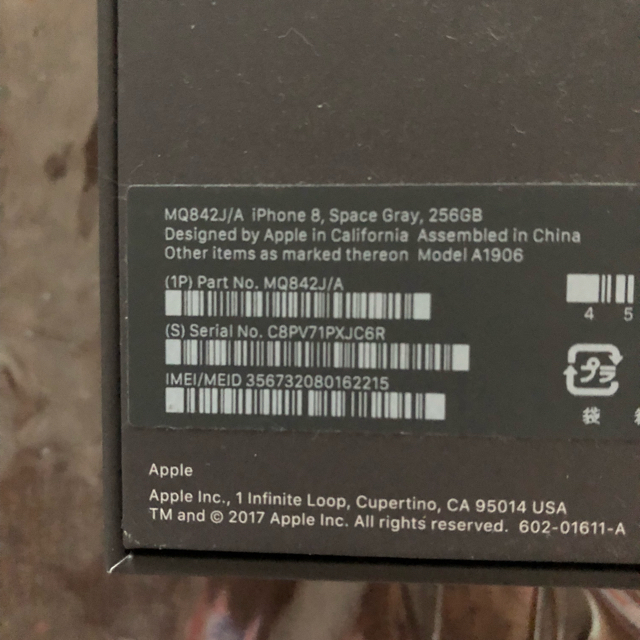 MQ842J/A iPhone 8, Space Gray, 256GB
Designed by Apple in California Assembled in China
Other items as marked thereon Model A1906
(1P) Part No. MQ842J/A
(S) Serial No. C8PV71PXJC6R
IMEI/MEID 356732080162215
4 5
プラ
袋
Apple
Apple Inc., 1 Infinite Loop, Cupertino, CA 95014 USA
TM and © 2017 Apple Inc. All rights reserved. 602-01611-A